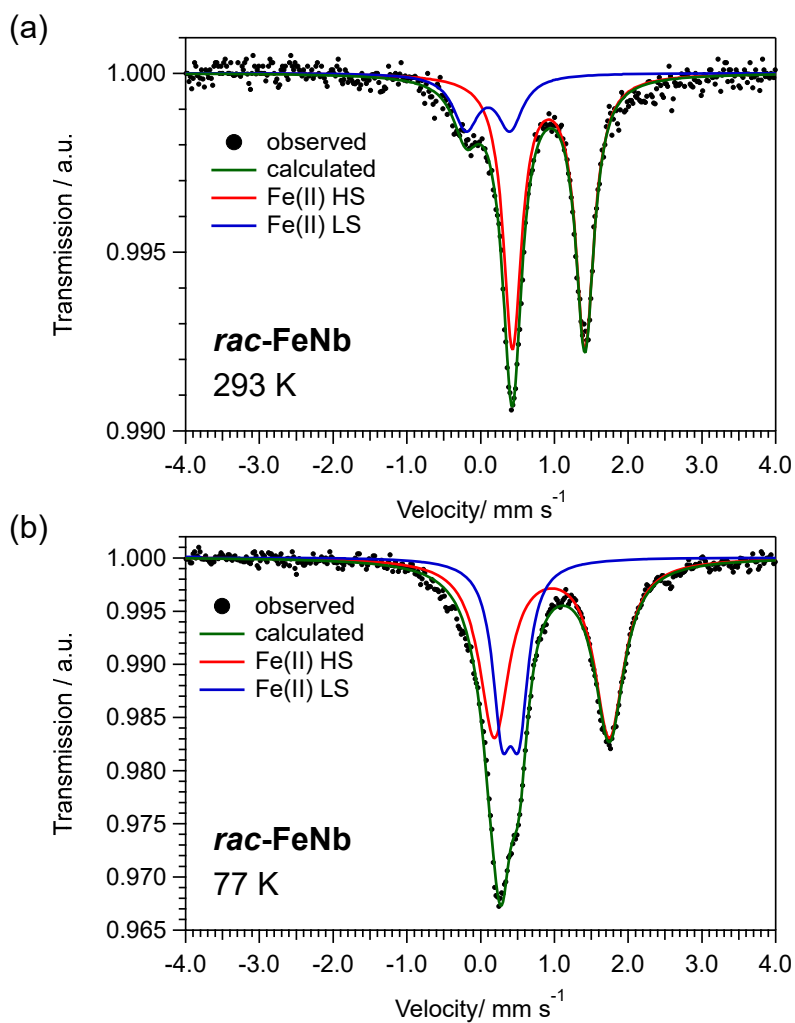 (a)
1.000
0.995
0.990
Transmission / a.u.
observed
calculated
Fe(II) HS
Fe(II) LS
rac-FeNb
293 K
-4.0 -3.0 -2.0 -1.0 0.0 1.0 2.0 3.0 4.0
Velocity/ mm s⁻¹
(b)
1.000
0.995
0.990
0.985
0.980
0.975
0.970
0.965
Transmission / a.u.
observed
calculated
Fe(II) HS
Fe(II) LS
rac-FeNb
77 K
-4.0 -3.0 -2.0 -1.0 0.0 1.0 2.0 3.0 4.0
Velocity/ mm s⁻¹